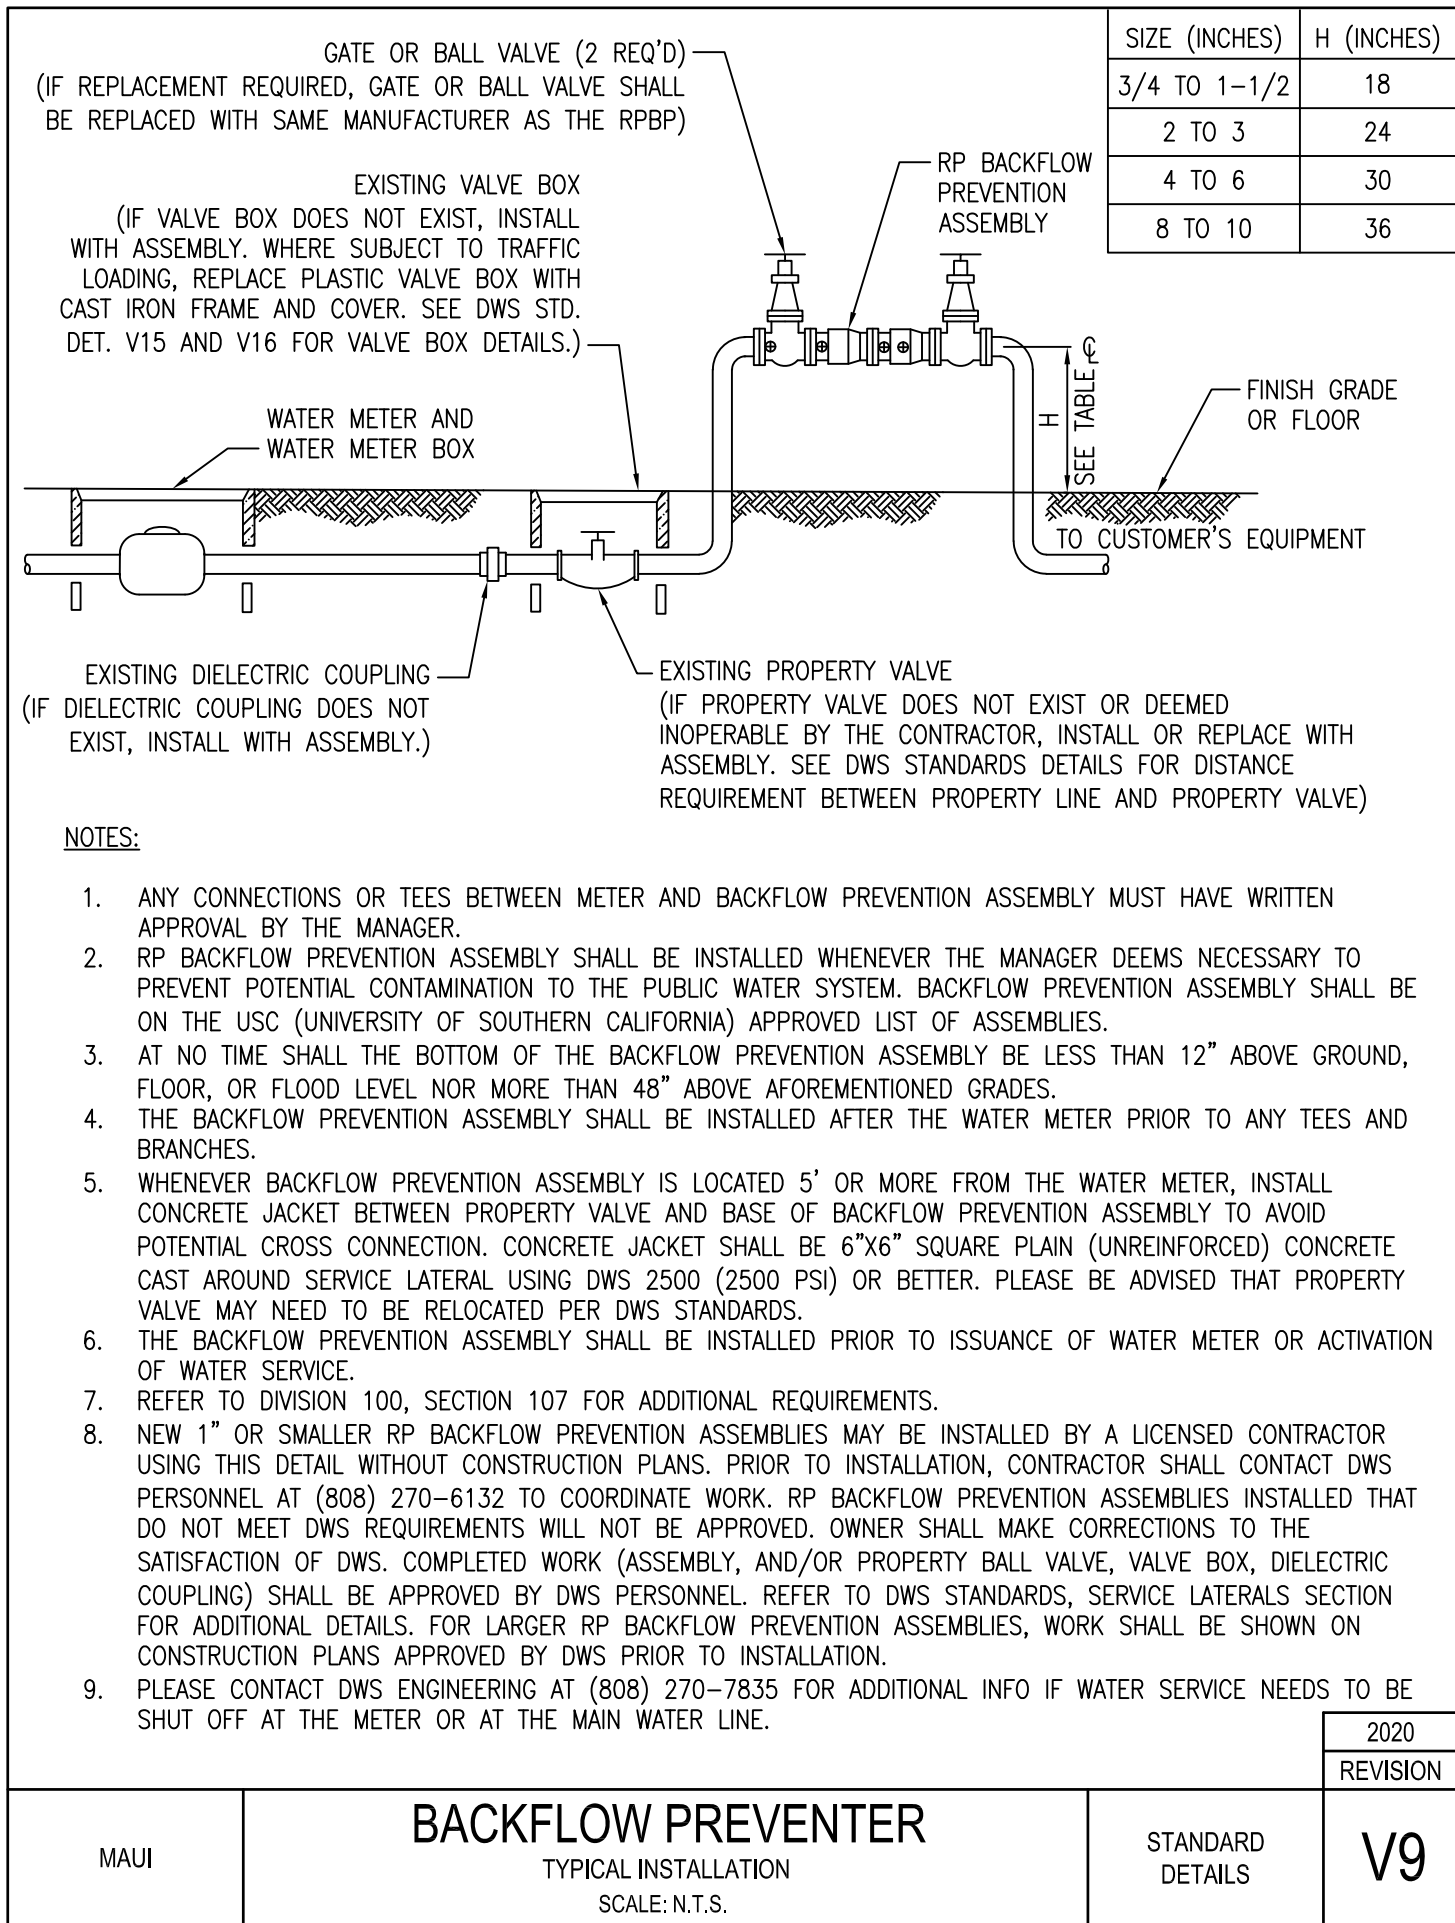 GATE OR BALL VALVE (2 REQ'D)
(IF REPLACEMENT REQUIRED, GATE OR BALL VALVE SHALL
BE REPLACED WITH SAME MANUFACTURER AS THE RPBP)
SIZE (INCHES) H (INCHES)
3/4 TO 1-1/2 18
2 TO 3 24
4 TO 6 30
8 TO 10 36
RP BACKFLOW
PREVENTION
ASSEMBLY
EXISTING VALVE BOX
(IF VALVE BOX DOES NOT EXIST, INSTALL
WITH ASSEMBLY. WHERE SUBJECT TO TRAFFIC
LOADING, REPLACE PLASTIC VALVE BOX WITH
CAST IRON FRAME AND COVER. SEE DWS STD.
DET. V15 AND V16 FOR VALVE BOX DETAILS.)
℄
H
SEE TABLE
FINISH GRADE
OR FLOOR
WATER METER AND
WATER METER BOX
TO CUSTOMER'S EQUIPMENT
EXISTING DIELECTRIC COUPLING
(IF DIELECTRIC COUPLING DOES NOT
EXIST, INSTALL WITH ASSEMBLY.)
EXISTING PROPERTY VALVE
(IF PROPERTY VALVE DOES NOT EXIST OR DEEMED
INOPERABLE BY THE CONTRACTOR, INSTALL OR REPLACE WITH
ASSEMBLY. SEE DWS STANDARDS DETAILS FOR DISTANCE
REQUIREMENT BETWEEN PROPERTY LINE AND PROPERTY VALVE)
NOTES:
1. ANY CONNECTIONS OR TEES BETWEEN METER AND BACKFLOW PREVENTION ASSEMBLY MUST HAVE WRITTEN
APPROVAL BY THE MANAGER.
2. RP BACKFLOW PREVENTION ASSEMBLY SHALL BE INSTALLED WHENEVER THE MANAGER DEEMS NECESSARY TO
PREVENT POTENTIAL CONTAMINATION TO THE PUBLIC WATER SYSTEM. BACKFLOW PREVENTION ASSEMBLY SHALL BE
ON THE USC (UNIVERSITY OF SOUTHERN CALIFORNIA) APPROVED LIST OF ASSEMBLIES.
3. AT NO TIME SHALL THE BOTTOM OF THE BACKFLOW PREVENTION ASSEMBLY BE LESS THAN 12" ABOVE GROUND,
FLOOR, OR FLOOD LEVEL NOR MORE THAN 48" ABOVE AFOREMENTIONED GRADES.
4. THE BACKFLOW PREVENTION ASSEMBLY SHALL BE INSTALLED AFTER THE WATER METER PRIOR TO ANY TEES AND
BRANCHES.
5. WHENEVER BACKFLOW PREVENTION ASSEMBLY IS LOCATED 5' OR MORE FROM THE WATER METER, INSTALL
CONCRETE JACKET BETWEEN PROPERTY VALVE AND BASE OF BACKFLOW PREVENTION ASSEMBLY TO AVOID
POTENTIAL CROSS CONNECTION. CONCRETE JACKET SHALL BE 6"X6" SQUARE PLAIN (UNREINFORCED) CONCRETE
CAST AROUND SERVICE LATERAL USING DWS 2500 (2500 PSI) OR BETTER. PLEASE BE ADVISED THAT PROPERTY
VALVE MAY NEED TO BE RELOCATED PER DWS STANDARDS.
6. THE BACKFLOW PREVENTION ASSEMBLY SHALL BE INSTALLED PRIOR TO ISSUANCE OF WATER METER OR ACTIVATION
OF WATER SERVICE.
7. REFER TO DIVISION 100, SECTION 107 FOR ADDITIONAL REQUIREMENTS.
8. NEW 1" OR SMALLER RP BACKFLOW PREVENTION ASSEMBLIES MAY BE INSTALLED BY A LICENSED CONTRACTOR
USING THIS DETAIL WITHOUT CONSTRUCTION PLANS. PRIOR TO INSTALLATION, CONTRACTOR SHALL CONTACT DWS
PERSONNEL AT (808) 270-6132 TO COORDINATE WORK. RP BACKFLOW PREVENTION ASSEMBLIES INSTALLED THAT
DO NOT MEET DWS REQUIREMENTS WILL NOT BE APPROVED. OWNER SHALL MAKE CORRECTIONS TO THE
SATISFACTION OF DWS. COMPLETED WORK (ASSEMBLY, AND/OR PROPERTY BALL VALVE, VALVE BOX, DIELECTRIC
COUPLING) SHALL BE APPROVED BY DWS PERSONNEL. REFER TO DWS STANDARDS, SERVICE LATERALS SECTION
FOR ADDITIONAL DETAILS. FOR LARGER RP BACKFLOW PREVENTION ASSEMBLIES, WORK SHALL BE SHOWN ON
CONSTRUCTION PLANS APPROVED BY DWS PRIOR TO INSTALLATION.
9. PLEASE CONTACT DWS ENGINEERING AT (808) 270-7835 FOR ADDITIONAL INFO IF WATER SERVICE NEEDS TO BE
SHUT OFF AT THE METER OR AT THE MAIN WATER LINE.
2020
REVISION
MAUI
BACKFLOW PREVENTER
TYPICAL INSTALLATION
SCALE: N.T.S.
STANDARD
DETAILS
V9